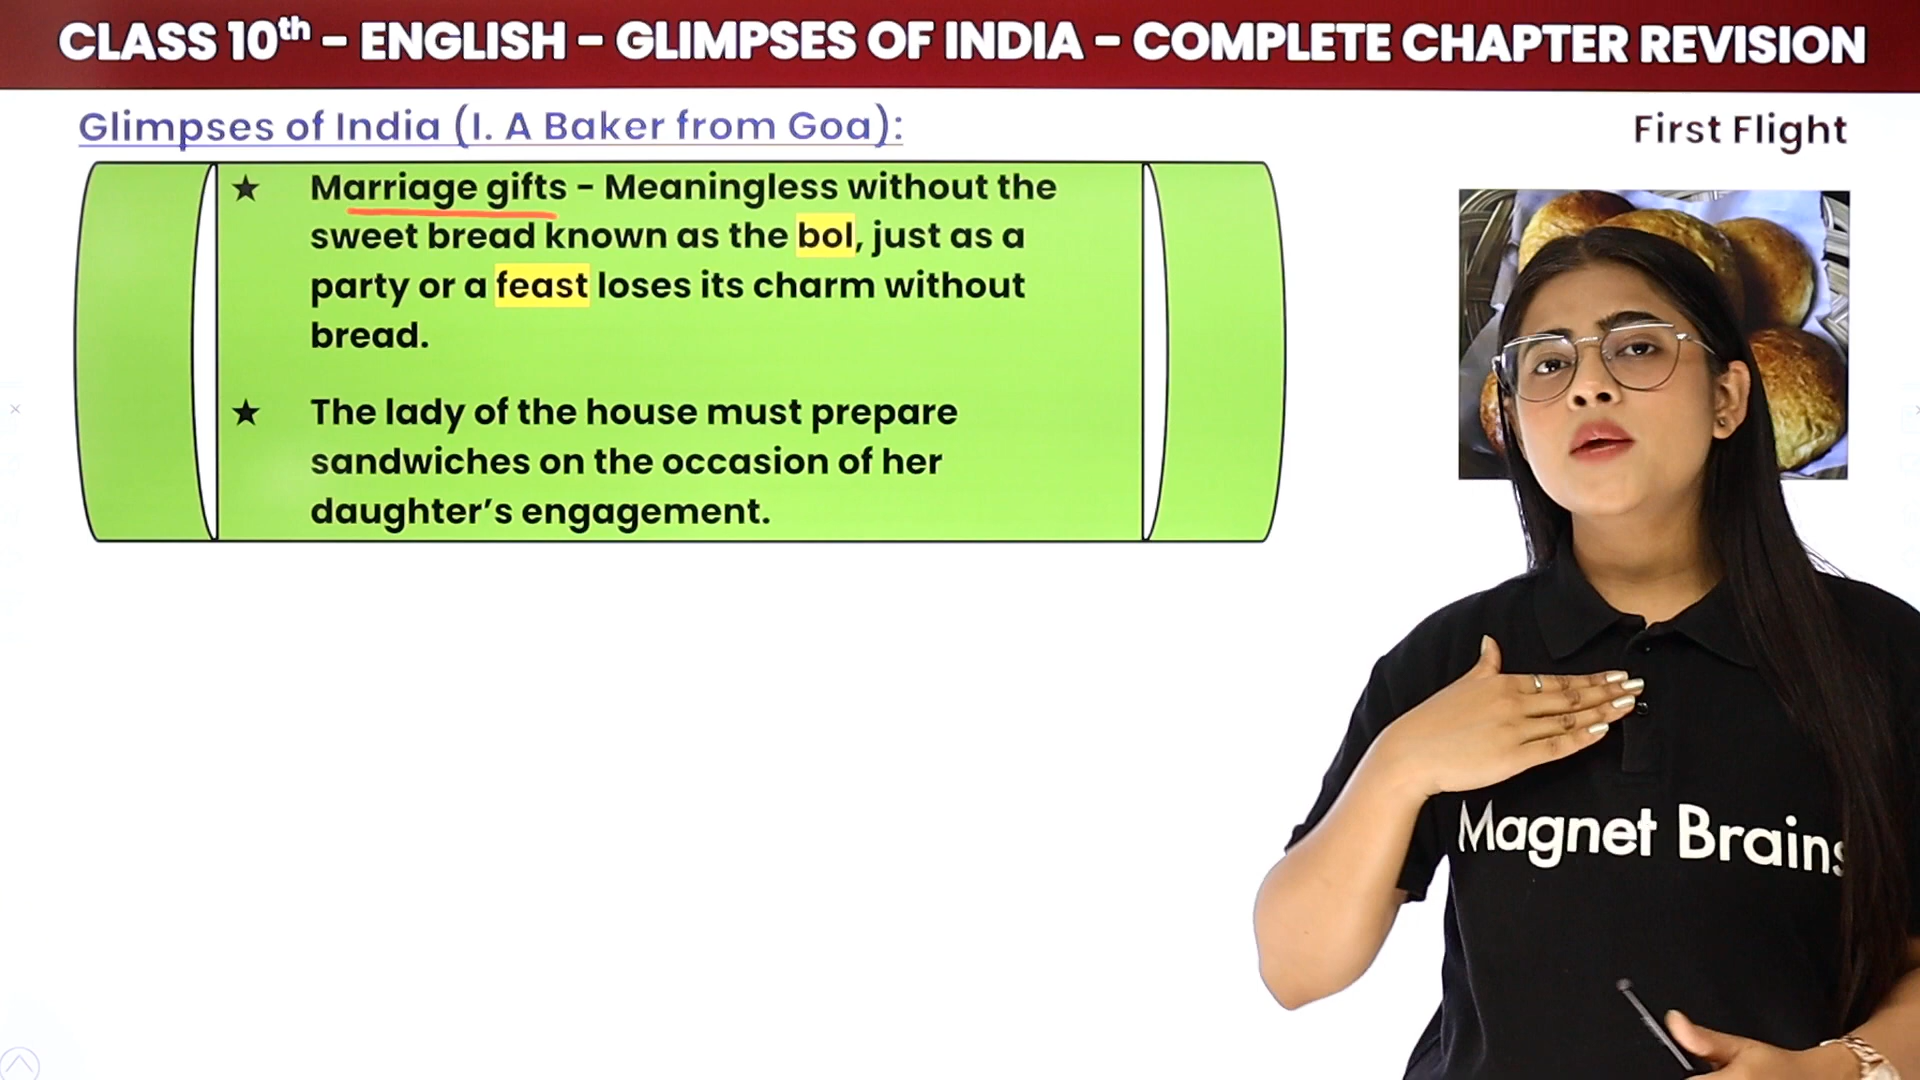 CLASS 10th – ENGLISH – GLIMPSES OF INDIA – COMPLETE CHAPTER REVISION
Glimpses of India (I. A Baker from Goa):
First Flight
★ Marriage gifts – Meaningless without the
sweet bread known as the bol, just as a
party or a feast loses its charm without
bread.
★ The lady of the house must prepare
sandwiches on the occasion of her
daughter's engagement.
Magnet Brains